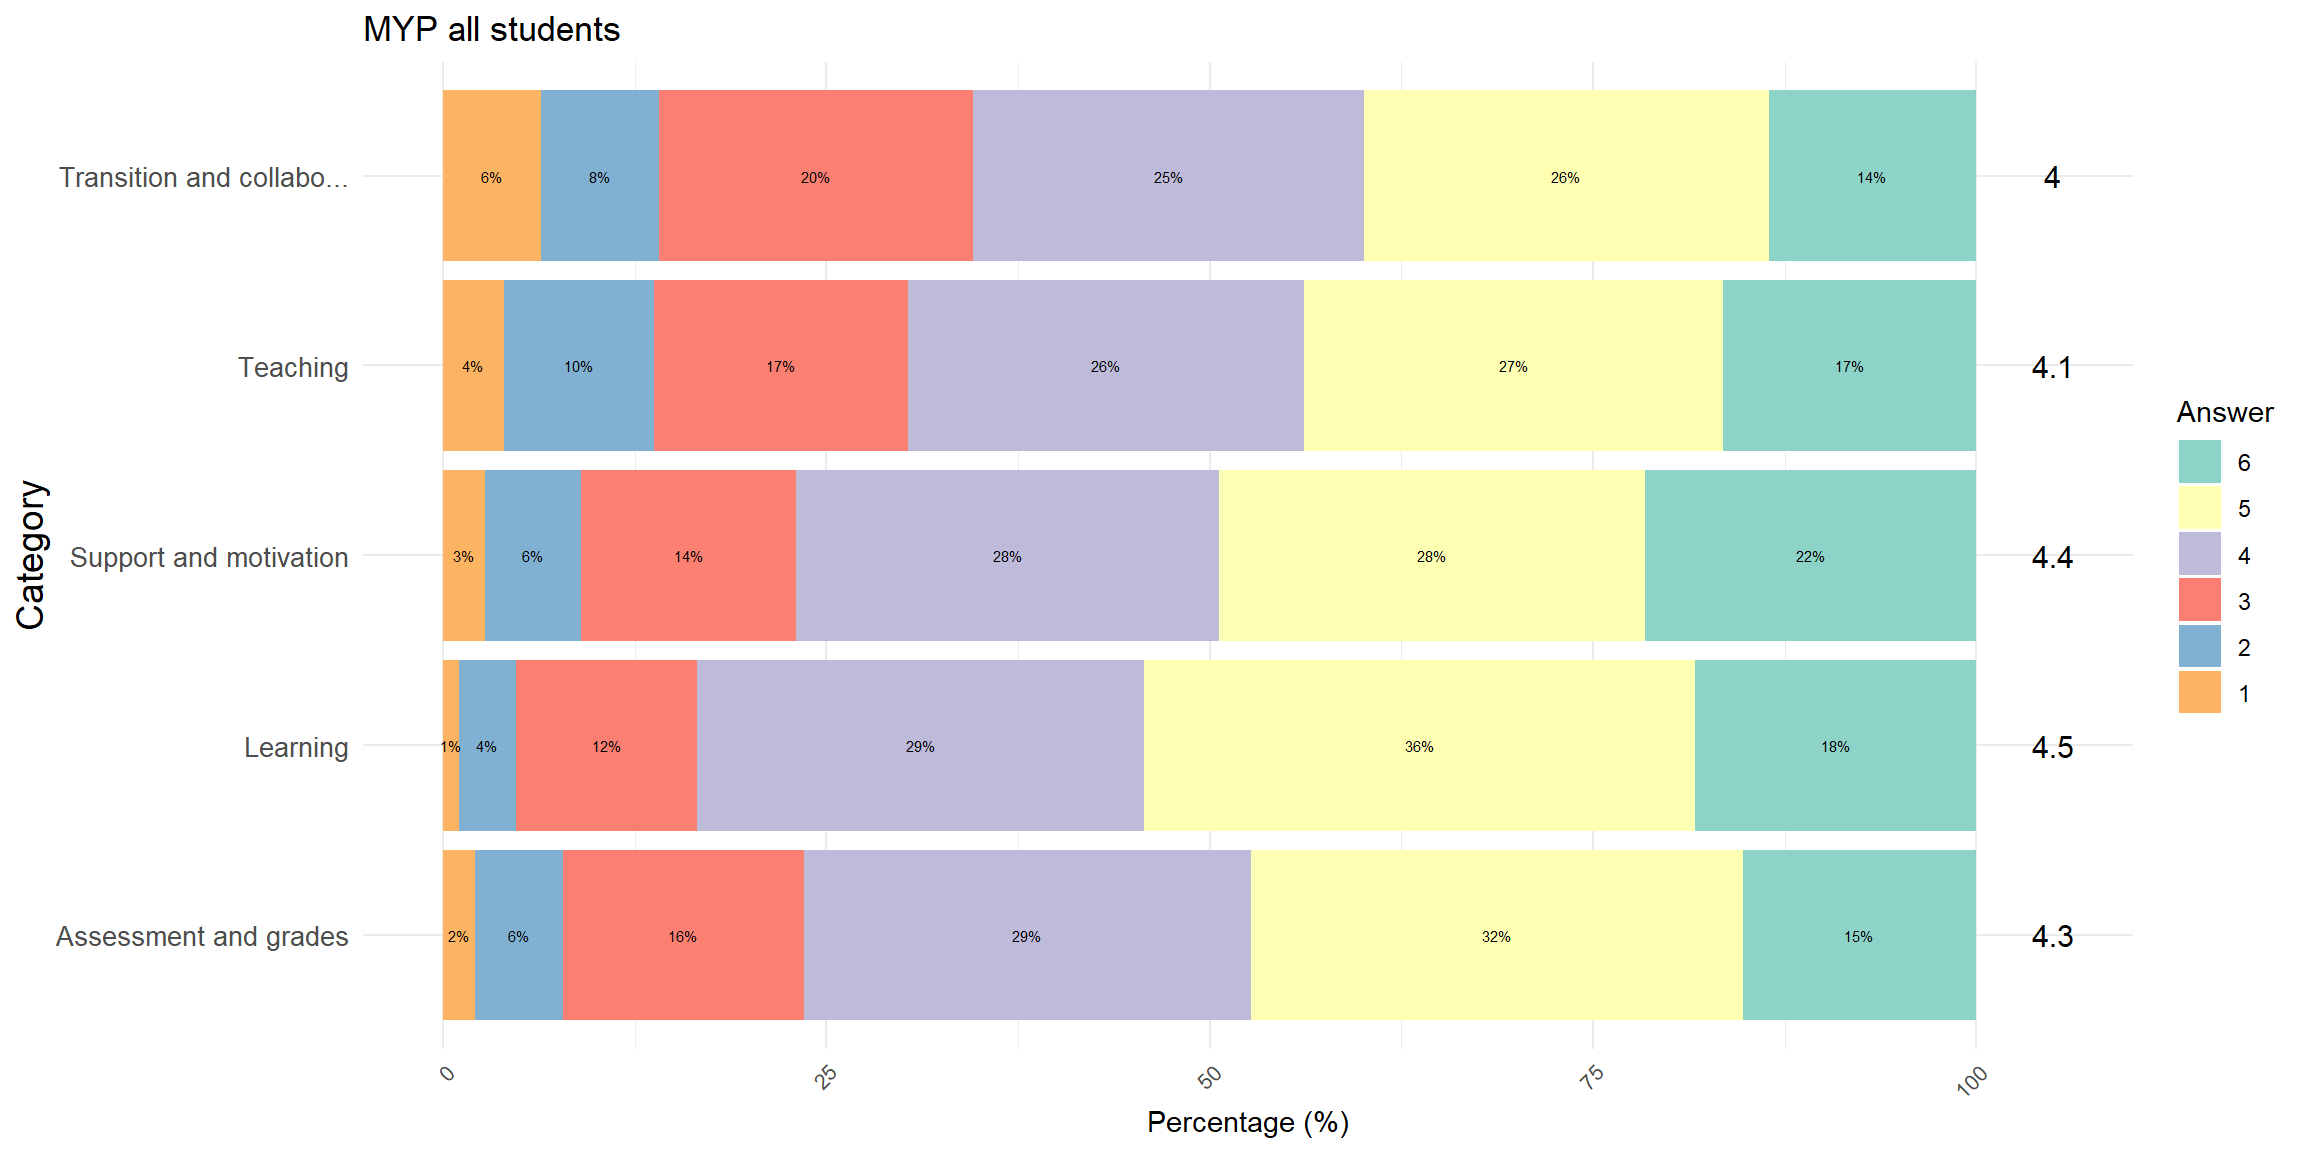 MYP all students
Category
Transition and collabo... 6% 8% 20% 25% 26% 14% 4
Teaching 4% 10% 17% 26% 27% 17% 4.1
Support and motivation 3% 6% 14% 28% 28% 22% 4.4
Learning 1% 4% 12% 29% 36% 18% 4.5
Assessment and grades 2% 6% 16% 29% 32% 15% 4.3
0 25 50 75 100
Percentage (%)
Answer
6
5
4
3
2
1